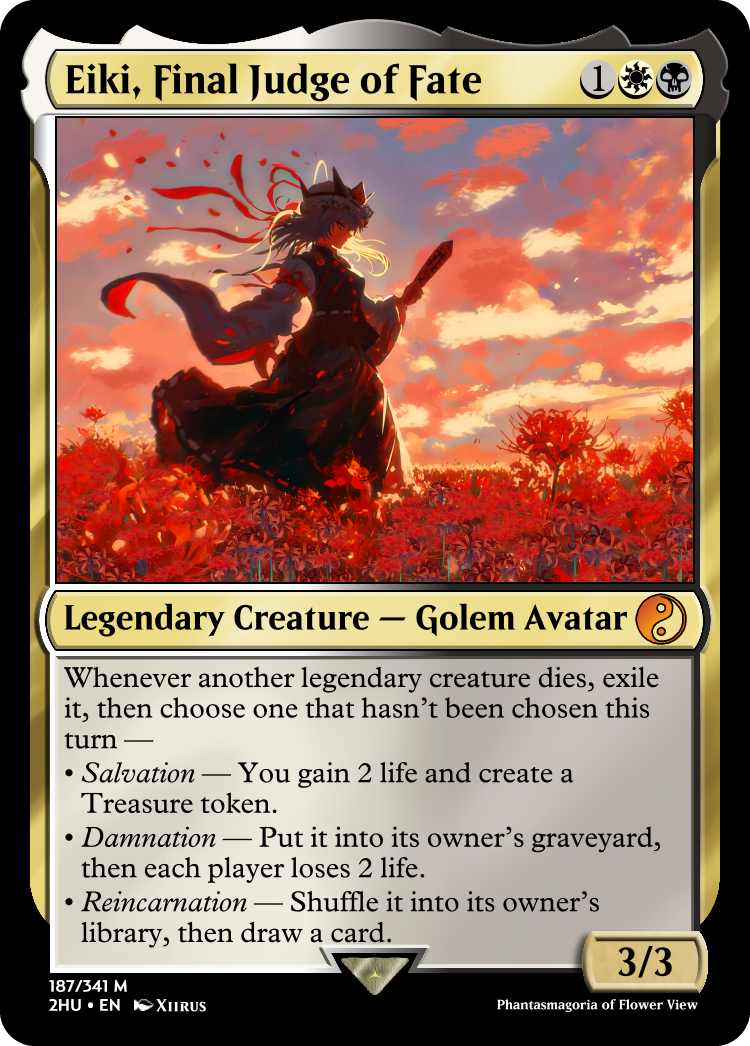 Eiki, Final Judge of Fate 1
Legendary Creature — Golem Avatar
Whenever another legendary creature dies, exile
it, then choose one that hasn't been chosen this
turn —
• Salvation — You gain 2 life and create a
Treasure token.
• Damnation — Put it into its owner's graveyard,
then each player loses 2 life.
• Reincarnation — Shuffle it into its owner's
library, then draw a card.
3/3
187/341 M
2HU • EN XIIRUS
Phantasmagoria of Flower View